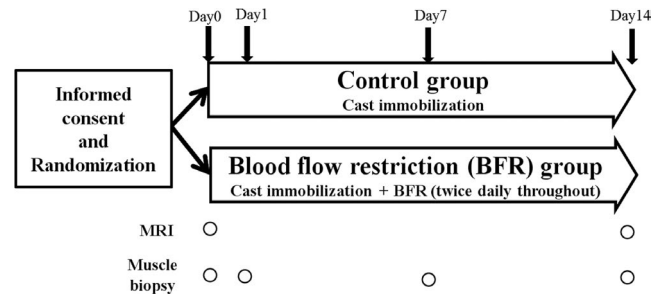 Day0
Day1
Day7
Day14
Informed
consent
and
Randomization
Control group
Cast immobilization
Blood flow restriction (BFR) group
Cast immobilization + BFR (twice daily throughout)
MRI
Muscle
biopsy